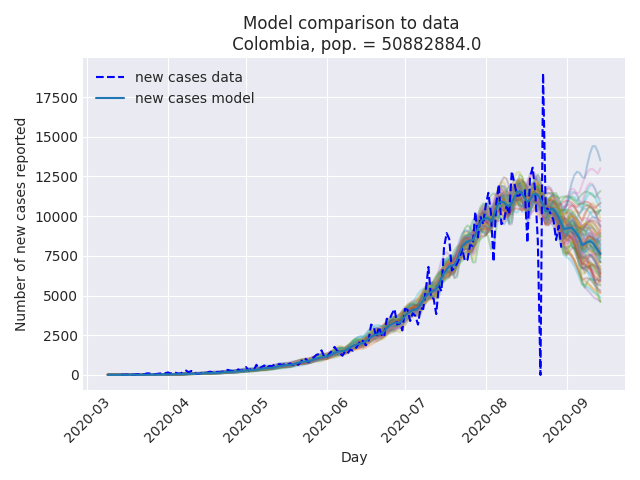 Model comparison to data
Colombia, pop. = 50882884.0
new cases data
new cases model
17500
15000
12500
10000
7500
5000
2500
0
Number of new cases reported
2020-03
2020-04
2020-05
2020-06
2020-07
2020-08
2020-09
Day